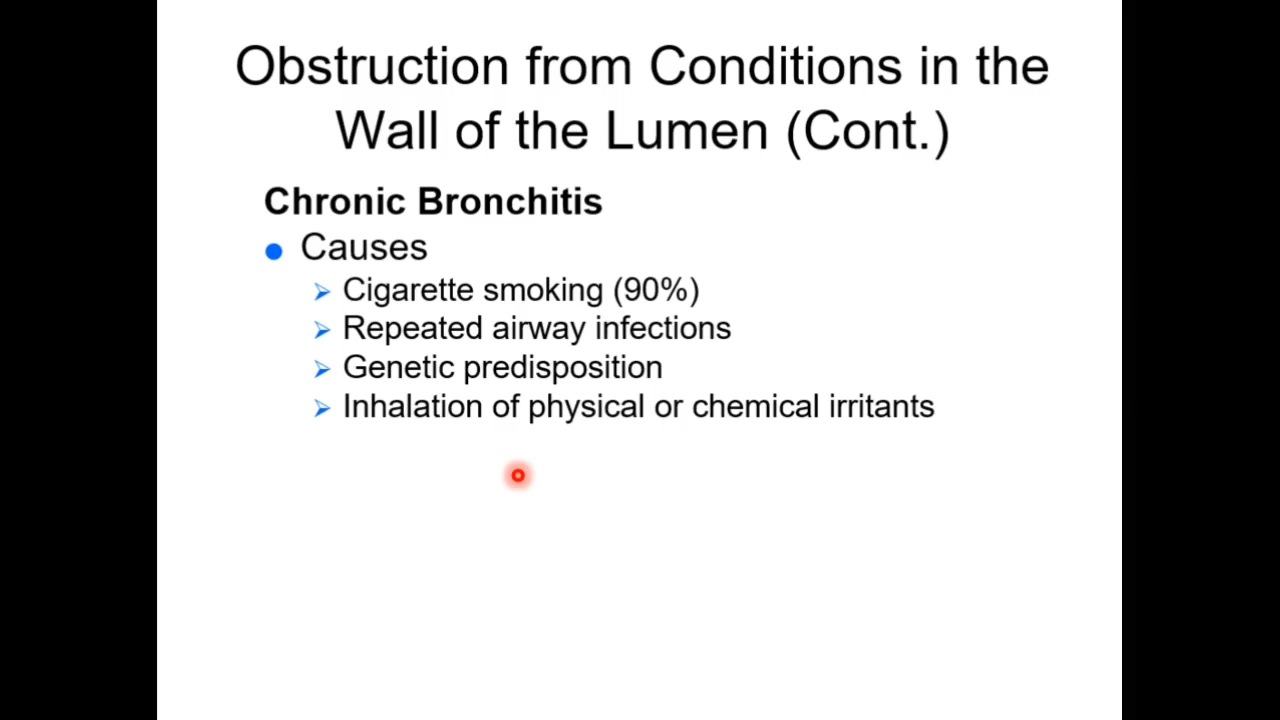 Obstruction from Conditions in the
Wall of the Lumen (Cont.)
Chronic Bronchitis
Causes
Cigarette smoking (90%)
Repeated airway infections
Genetic predisposition
Inhalation of physical or chemical irritants